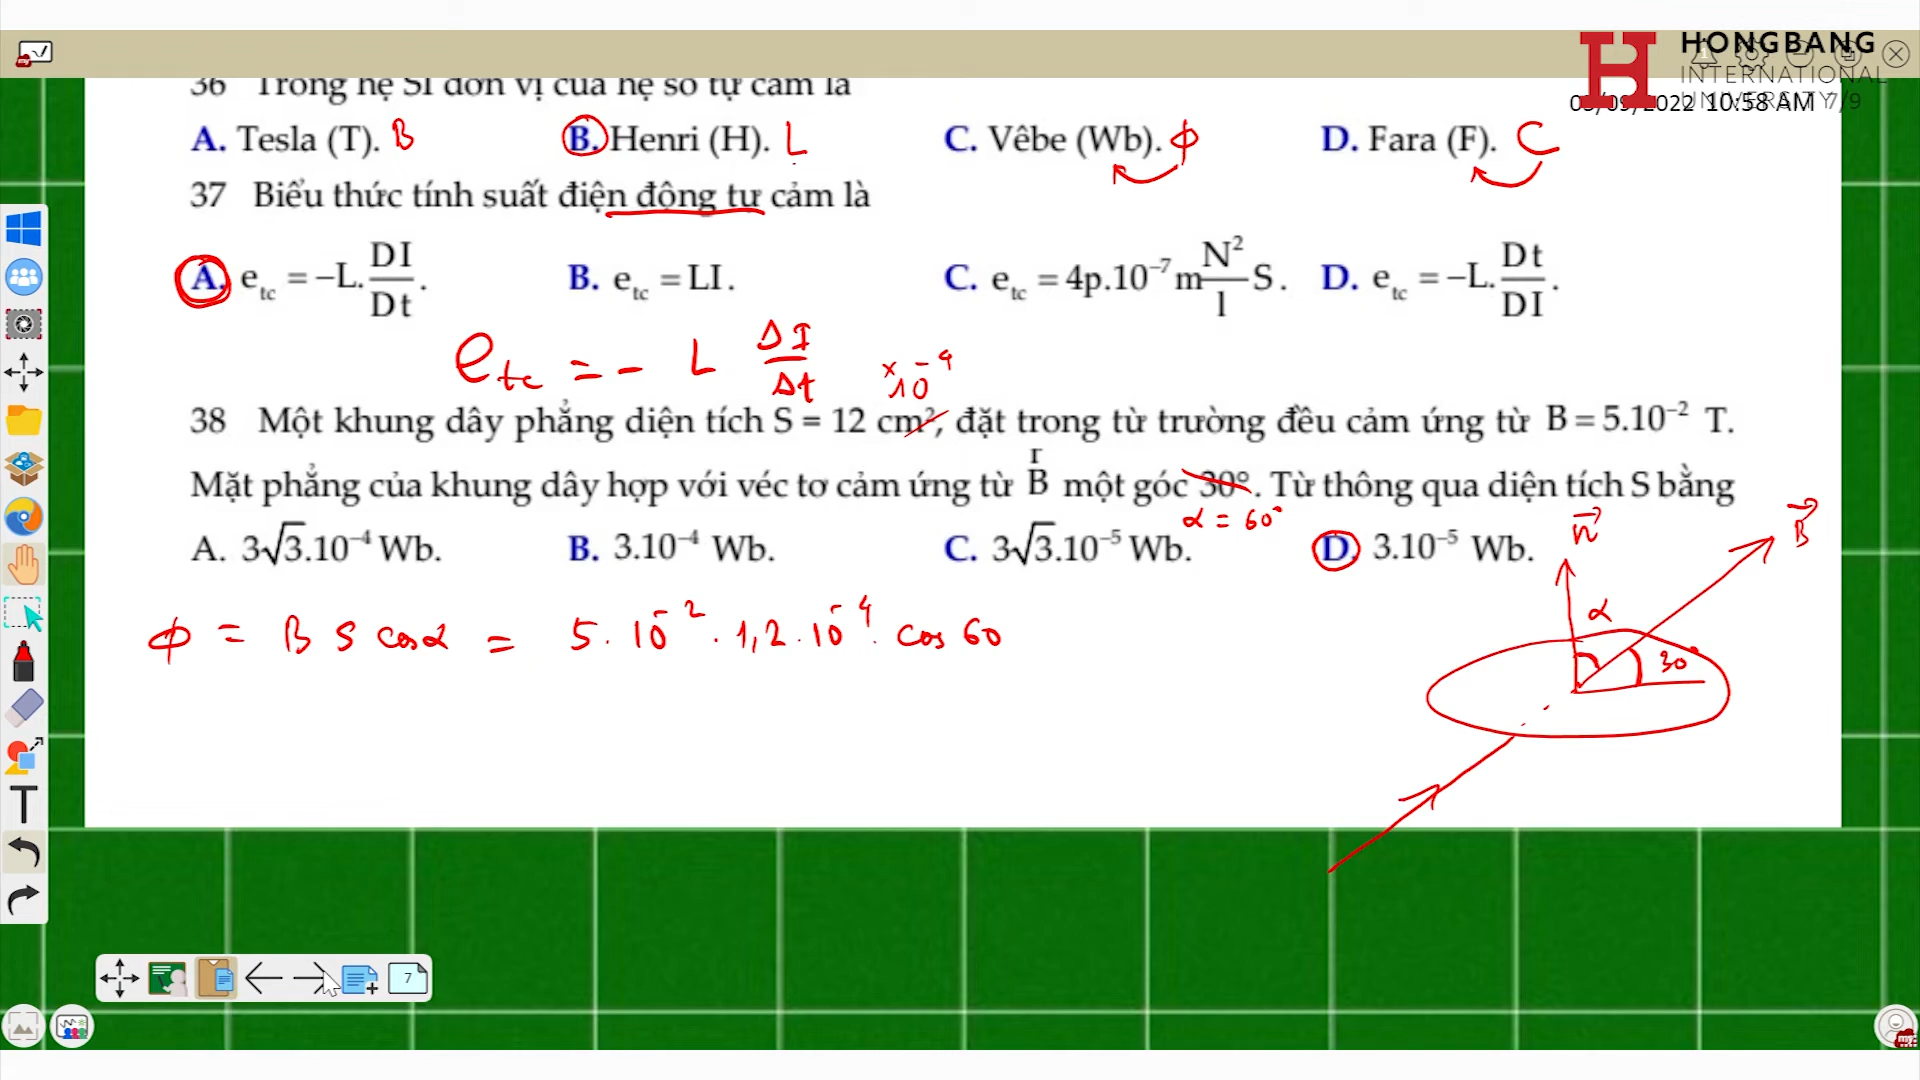 HONGBANG
INTERNATIONAL
UNIVERSITY
10:58 AM 7/9
36 Trong hệ SI đơn vị của hệ số tự cảm là
A. Tesla (T). B B. Henri (H). L C. Vêbe (Wb). ϕ D. Fara (F). C
37 Biểu thức tính suất điện động tự cảm là
A. e_tc = –L. DI/Dt . B. e_tc = LI . C. e_tc = 4p.10⁻⁷ m N²/l S . D. e_tc = –L. Dt/DI .
e_tc = – L ΔI/Δt
×10⁻⁴
38 Một khung dây phẳng diện tích S = 12 cm², đặt trong từ trường đều cảm ứng từ B = 5.10⁻² T.
r
Mặt phẳng của khung dây hợp với véc tơ cảm ứng từ B một góc 30°. Từ thông qua diện tích S bằng
α = 60°
A. 3√3.10⁻⁴ Wb. B. 3.10⁻⁴ Wb. C. 3√3.10⁻⁵ Wb. D. 3.10⁻⁵ Wb.
n⃗ B⃗
α
30°
ϕ = B S cosα = 5 . 10⁻² . 1,2 . 10⁻⁴ . cos 60
T
7